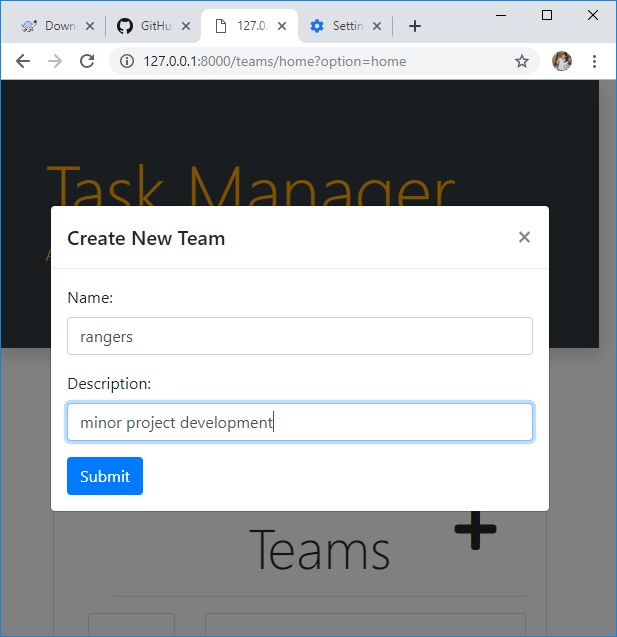 Down
GitHu
127.0.
Settin
127.0.0.1:8000/teams/home?option=home
Task Manager
Create New Team
×
Name:
rangers
Description:
minor project development
Submit
Teams